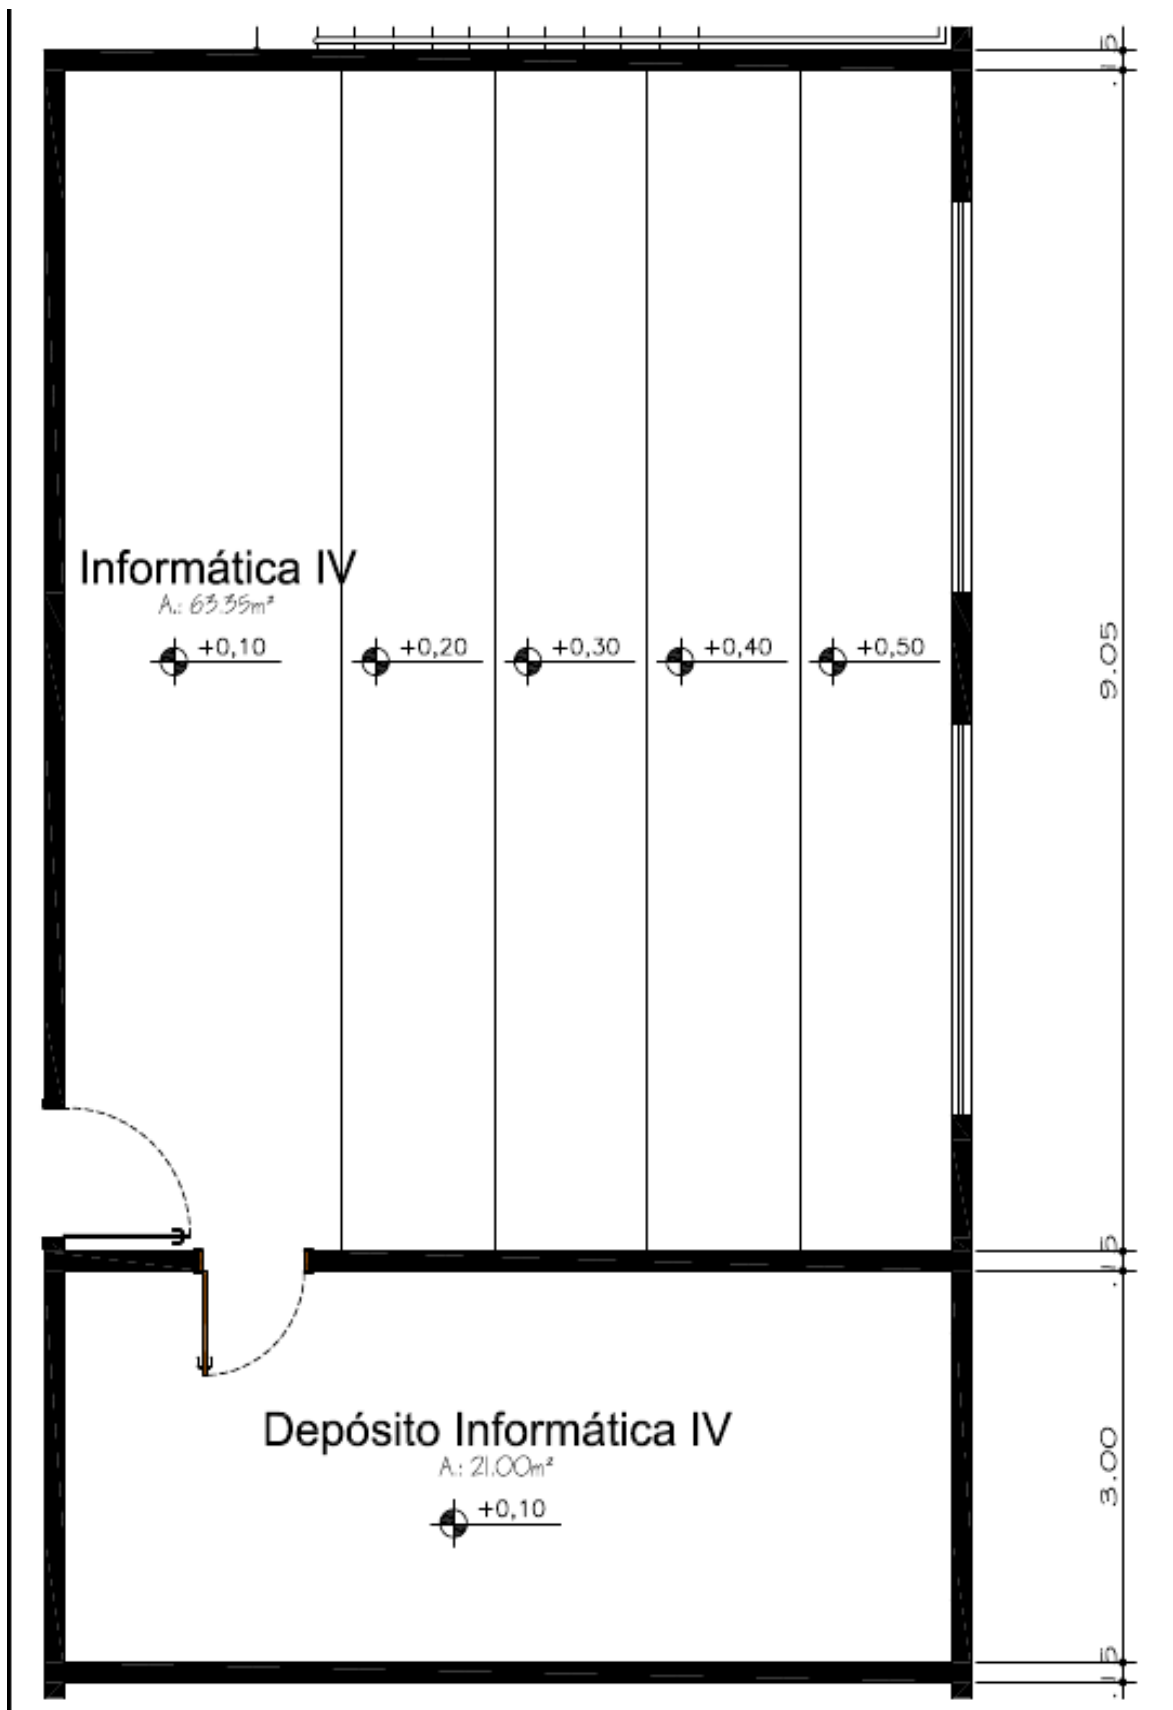 .15
Informática IV
A.: 63.35m²
+0,10
+0,20
+0,30
+0,40
+0,50
9.05
.15
Depósito Informática IV
A.: 21.00m²
+0,10
3.00
.15